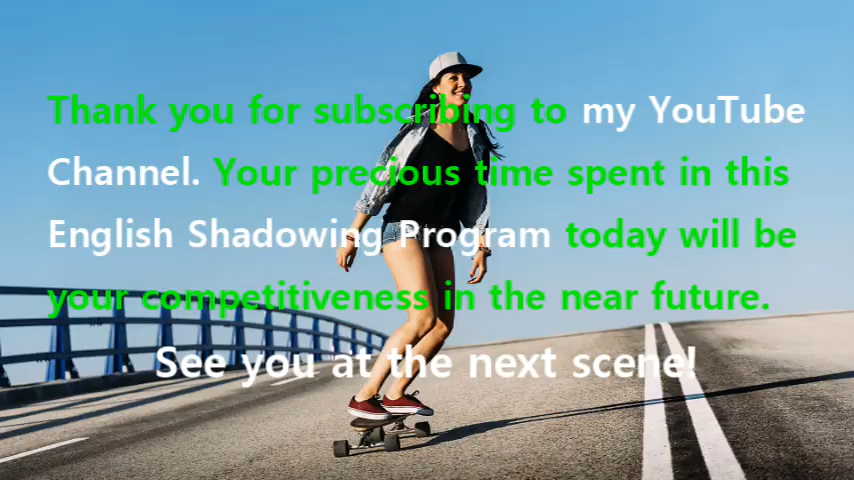 Thank you for subscribing to my YouTube
Channel. Your precious time spent in this
English Shadowing Program today will be
your competitiveness in the near future.
See you at the next scene!